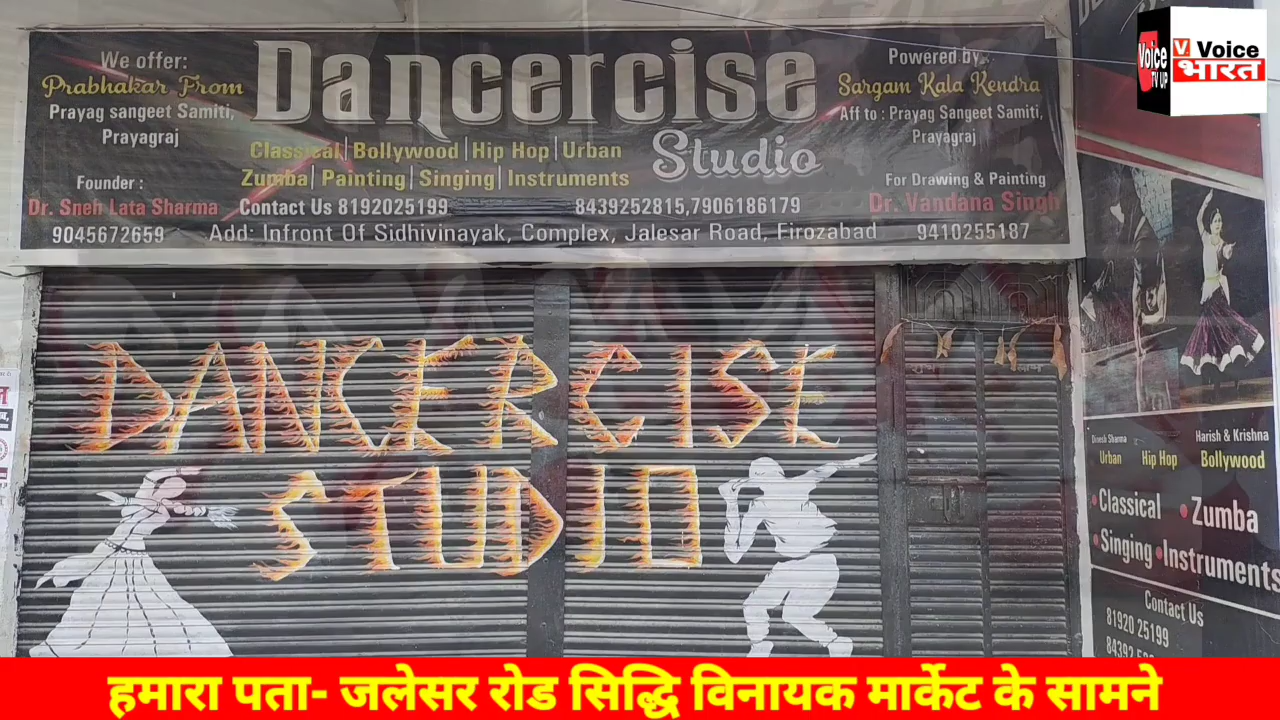 We offer:
Prabhakar From
Prayag sangeet Samiti,
Prayagraj
Founder :
Dr. Sneh Lata Sharma
9045672659
Dancercise
Studio
Classical|Bollywood|Hip Hop|Urban
Zumba|Painting|Singing|Instruments
Contact Us 8192025199
8439252815,7906186179
Add: Infront Of Sidhivinayak, Complex, Jalesar Road, Firozabad
Powered by
Sargam Kala Kendra
Aff to : Prayag Sangeet Samiti,
Prayagraj
For Drawing & Painting
Dr. Vandana Singh
9410255187
Voice
TV UP
V Voice
भारत
DANCERCISE
STUDIO
Dinesh Sharma
Harish & Krishna
Urban Hip Hop Bollywood
•Classical •Zumba
•Singing •Instruments
Contact Us
81920 25199
हमारा पता- जलेसर रोड सिद्धि विनायक मार्केट के सामने